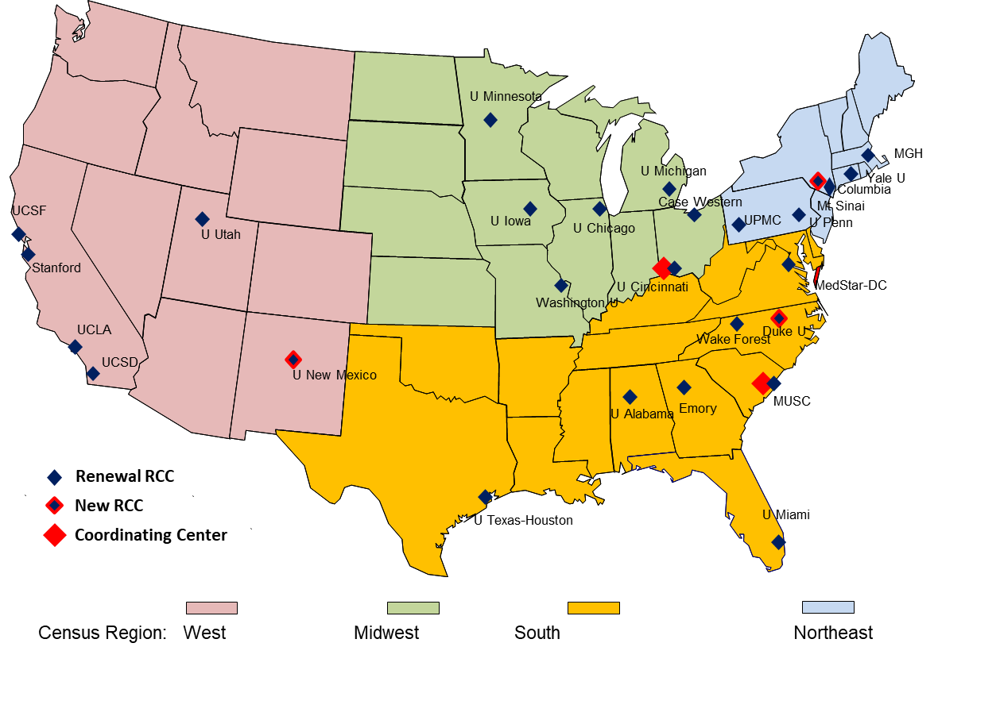 U Minnesota
MGH
U Michigan
Yale U
Columbia
Case Western
Mt Sinai
UCSF
U Iowa
U Chicago
UPMC
U Penn
U Utah
Stanford
U Cincinnati
MedStar-DC
Washington U
UCLA
Duke U
Wake Forest
UCSD
U New Mexico
MUSC
Emory
U Alabama
Renewal RCC
New RCC
Coordinating Center
U Miami
U Texas-Houston
Census Region: West Midwest South Northeast